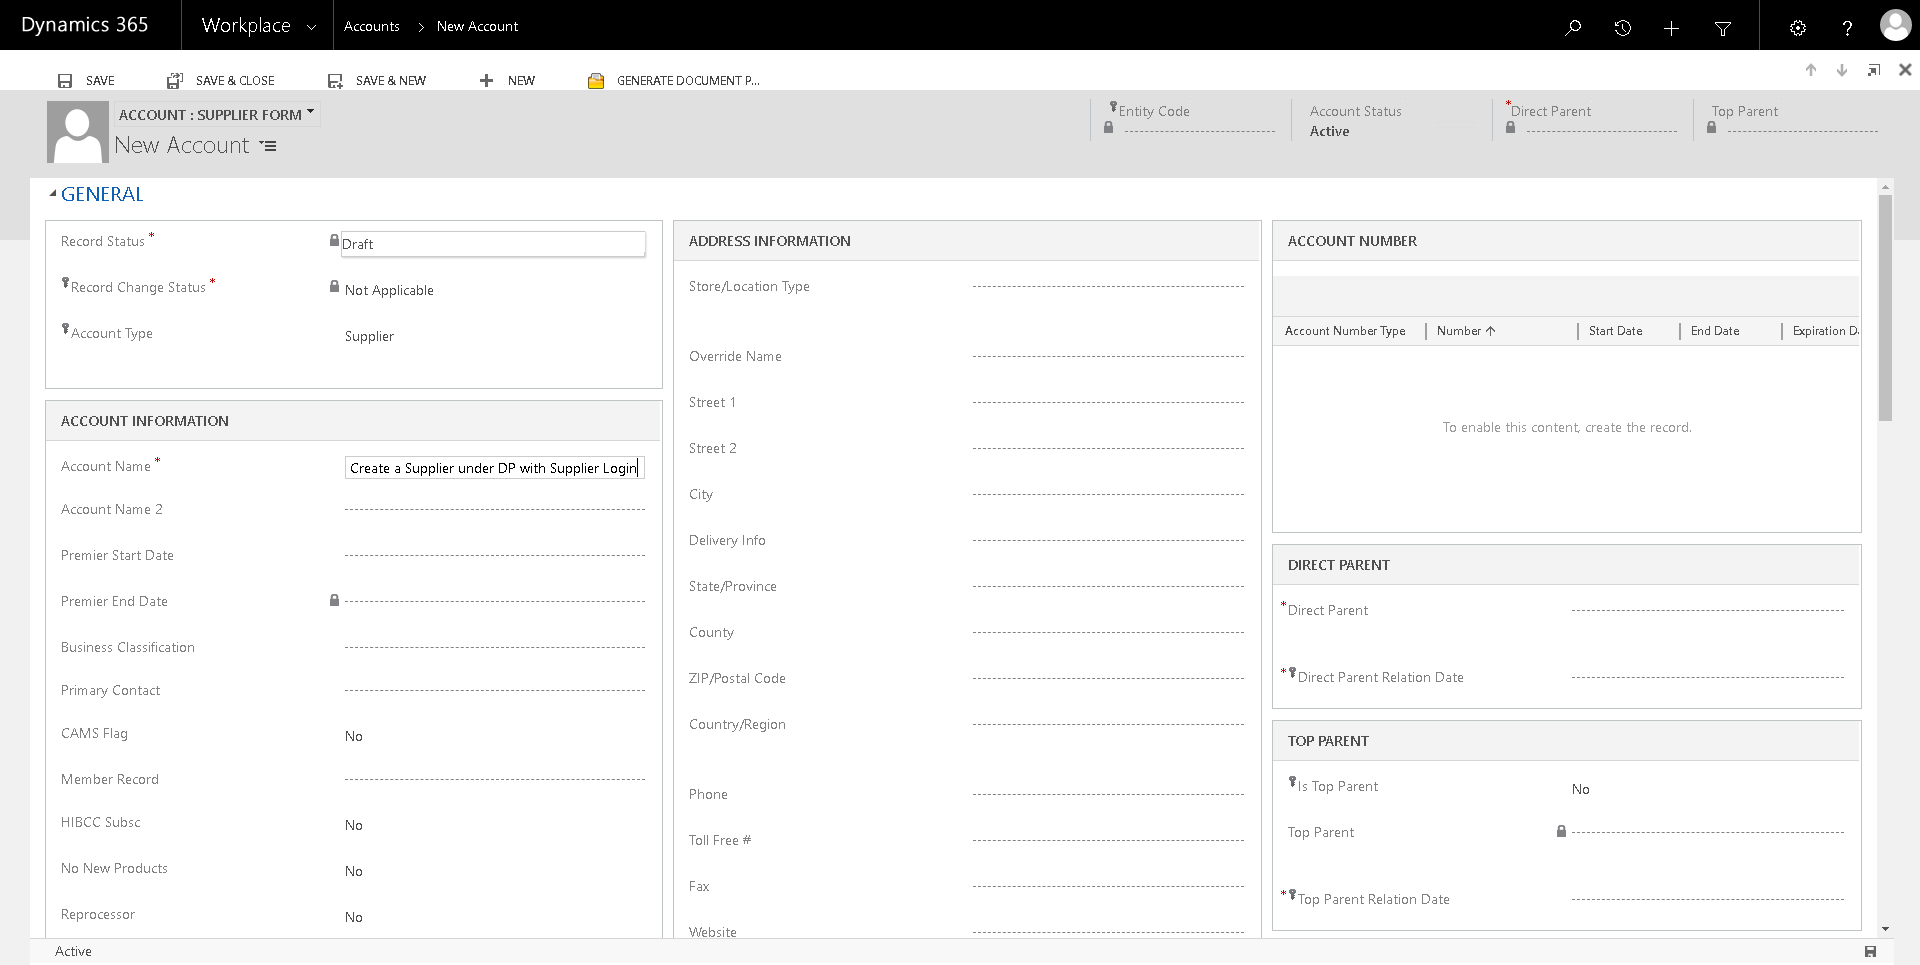 Dynamics 365
Workplace
Accounts
New Account
SAVE
SAVE & CLOSE
SAVE & NEW
NEW
GENERATE DOCUMENT P...
ACCOUNT : SUPPLIER FORM
New Account
*Entity Code
Account Status
Active
*Direct Parent
Top Parent
GENERAL
Record Status *
Draft
Record Change Status *
Not Applicable
Account Type
Supplier
ACCOUNT INFORMATION
Account Name *
Create a Supplier under DP with Supplier Login
Account Name 2
Premier Start Date
Premier End Date
Business Classification
Primary Contact
CAMS Flag
No
Member Record
HIBCC Subsc
No
No New Products
No
Reprocessor
No
ADDRESS INFORMATION
Store/Location Type
Override Name
Street 1
Street 2
City
Delivery Info
State/Province
County
ZIP/Postal Code
Country/Region
Phone
Toll Free #
Fax
Website
ACCOUNT NUMBER
Account Number Type
Number
Start Date
End Date
Expiration D
To enable this content, create the record.
DIRECT PARENT
*Direct Parent
*Direct Parent Relation Date
TOP PARENT
Is Top Parent
No
Top Parent
*Top Parent Relation Date
Active